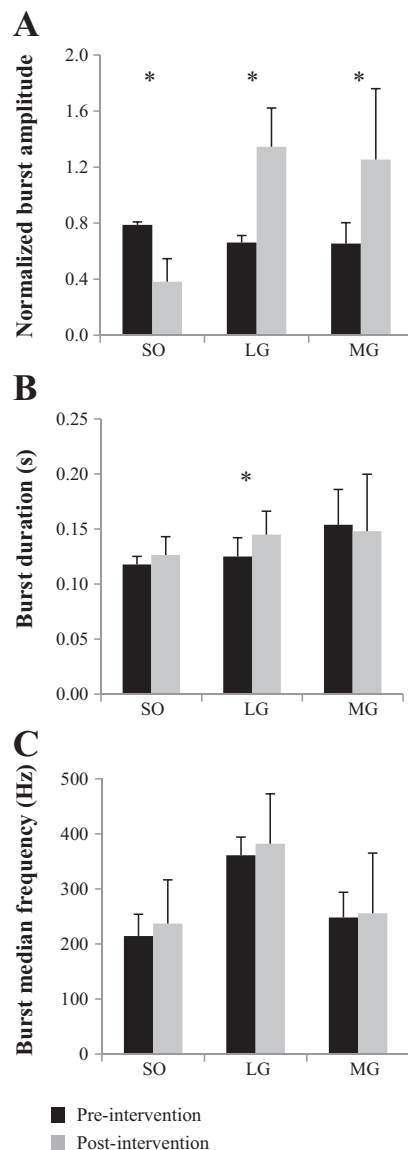 A
Normalized burst amplitude
2.0
1.6
1.2
0.8
0.4
0.0
* * *
SO LG MG
B
Burst duration (s)
0.25
0.20
0.15
0.10
0.05
0.00
*
SO LG MG
C
Burst median frequency (Hz)
500
400
300
200
100
0
SO LG MG
Pre-intervention
Post-intervention